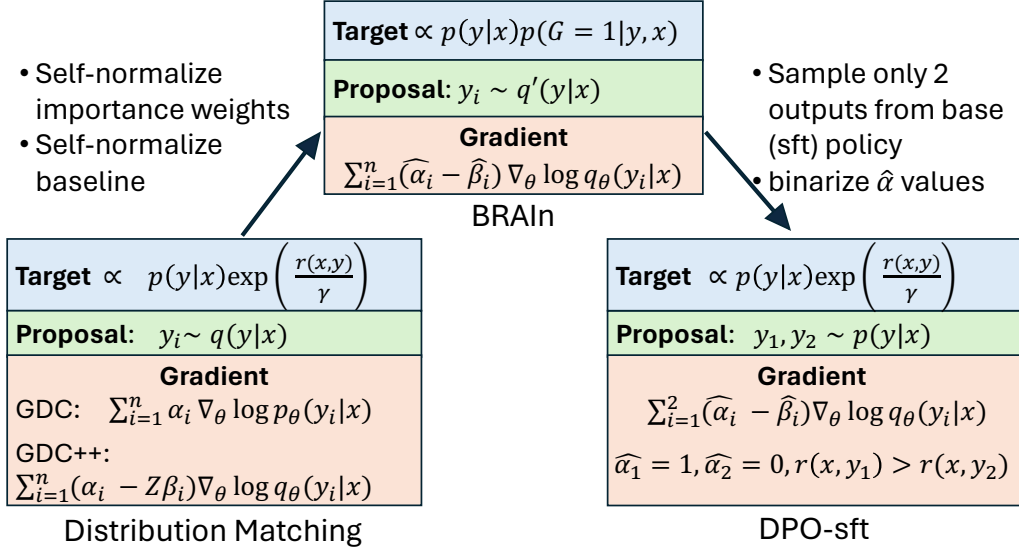 Target ∝ p(y|x)p(G = 1|y, x)
Proposal: yᵢ ~ q′(y|x)
Gradient
∑ᵢ₌₁ⁿ(α̂ᵢ − β̂ᵢ) ∇θ log qθ(yᵢ|x)
BRAIn
• Self-normalize
importance weights
• Self-normalize
baseline
• Sample only 2
outputs from base
(sft) policy
• binarize α̂ values
Target ∝ p(y|x)exp(r(x,y)/γ)
Proposal: yᵢ~ q(y|x)
Gradient
GDC: ∑ᵢ₌₁ⁿ αᵢ ∇θ log pθ(yᵢ|x)
GDC++:
∑ᵢ₌₁ⁿ(αᵢ − Zβᵢ)∇θ log qθ(yᵢ|x)
Distribution Matching
Target ∝ p(y|x)exp(r(x,y)/γ)
Proposal: y₁, y₂ ~ p(y|x)
Gradient
∑ᵢ₌₁²(α̂ᵢ − β̂ᵢ)∇θ log qθ(yᵢ|x)
α̂₁ = 1, α̂₂ = 0, r(x, y₁) > r(x, y₂)
DPO-sft